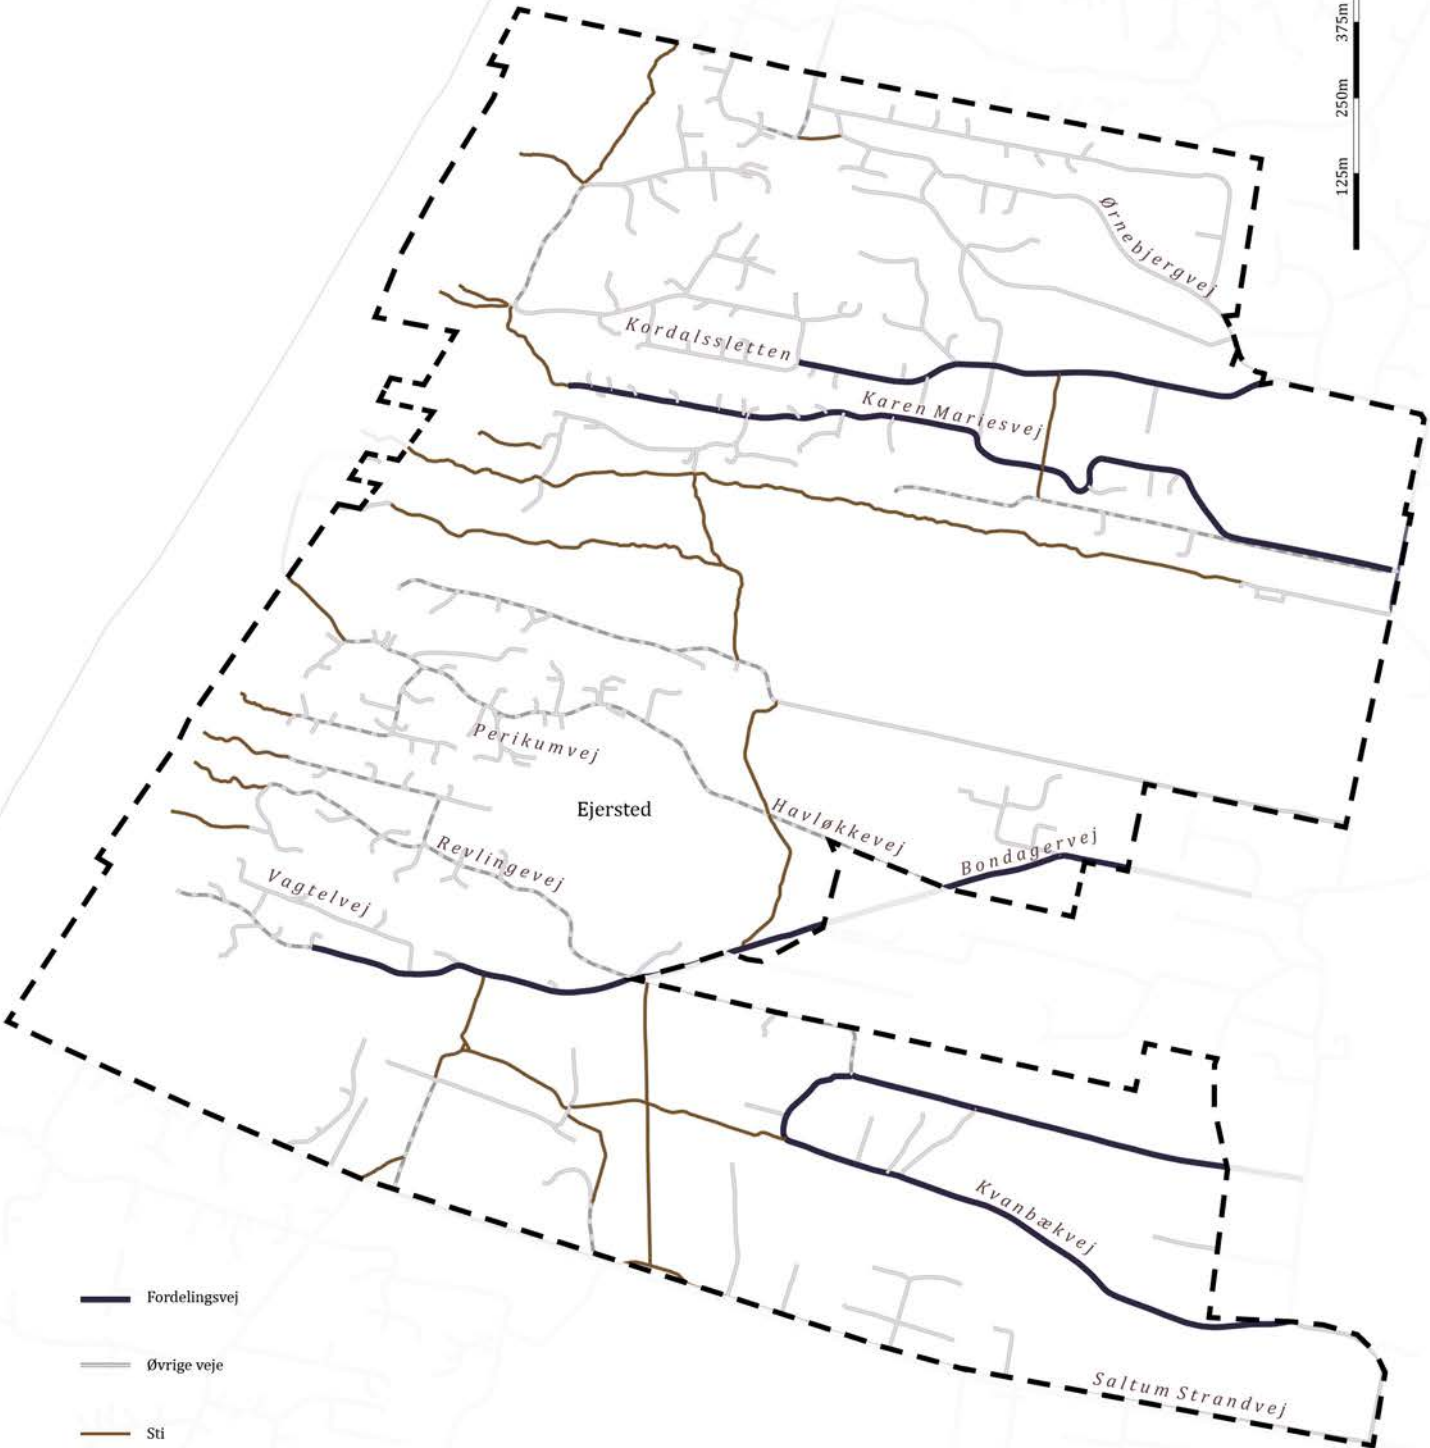 375m
250m
125m
Ørnebjergvej
Kordalssletten
Karen Mariesvej
Perikumvej
Ejersted
Havløkkevej
Bondagervej
Revlingevej
Vagtelvej
Kvanbækvej
Fordelingsvej
Øvrige veje
Saltum Strandvej
Sti